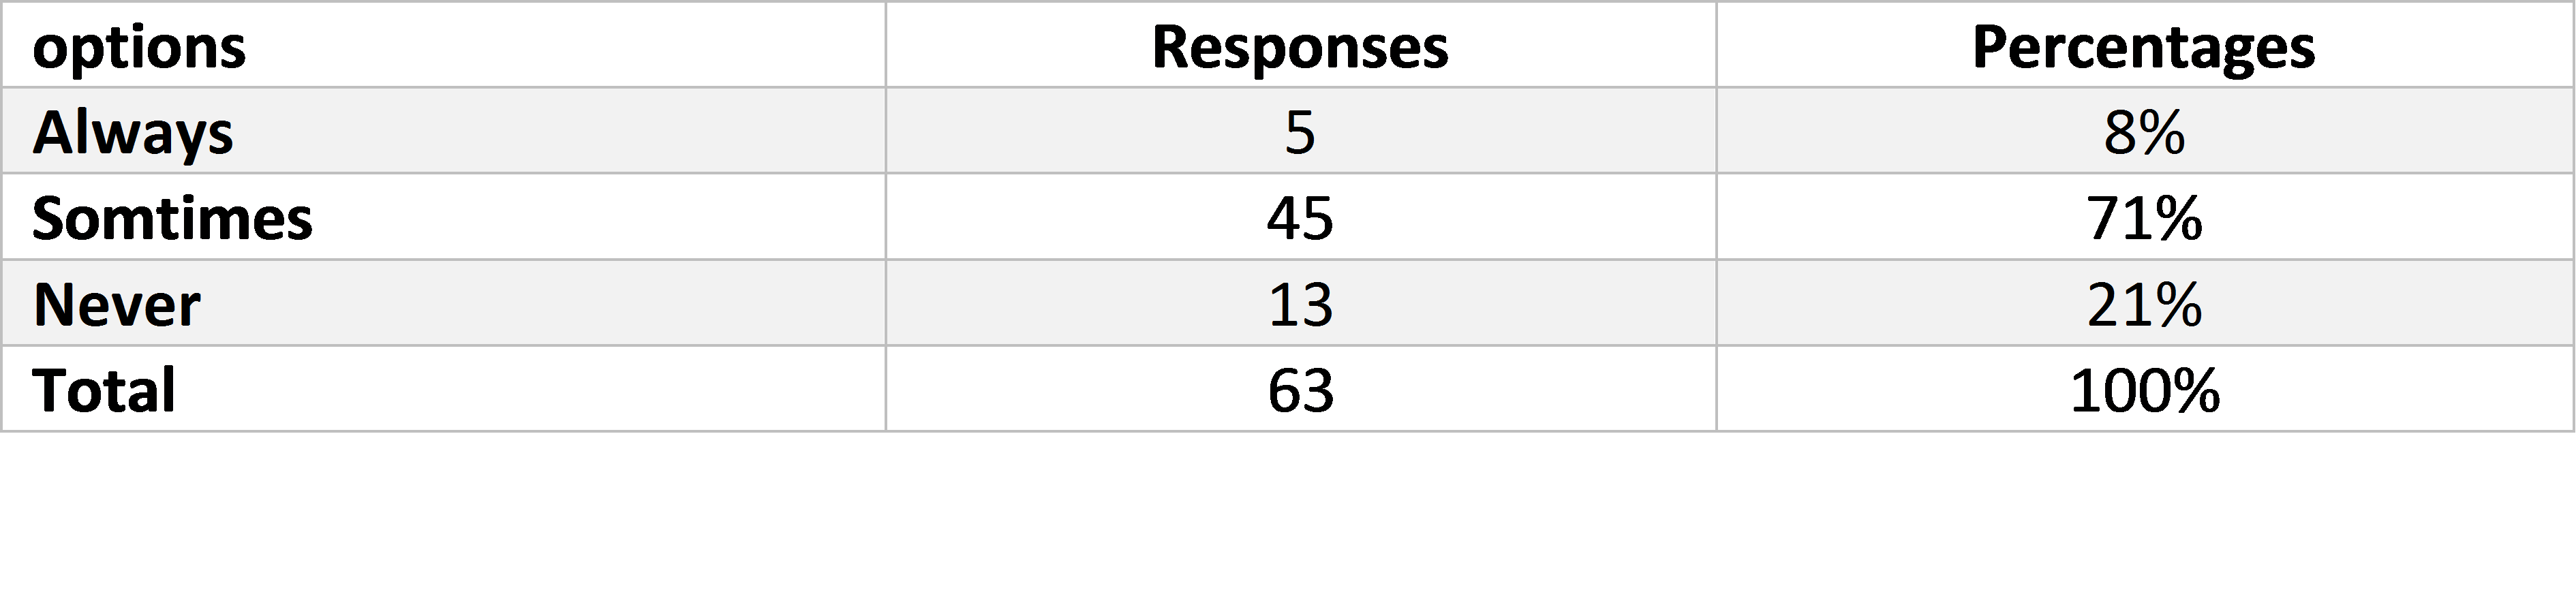 options Responses Percentages
Always 5 8%
Somtimes 45 71%
Never 13 21%
Total 63 100%